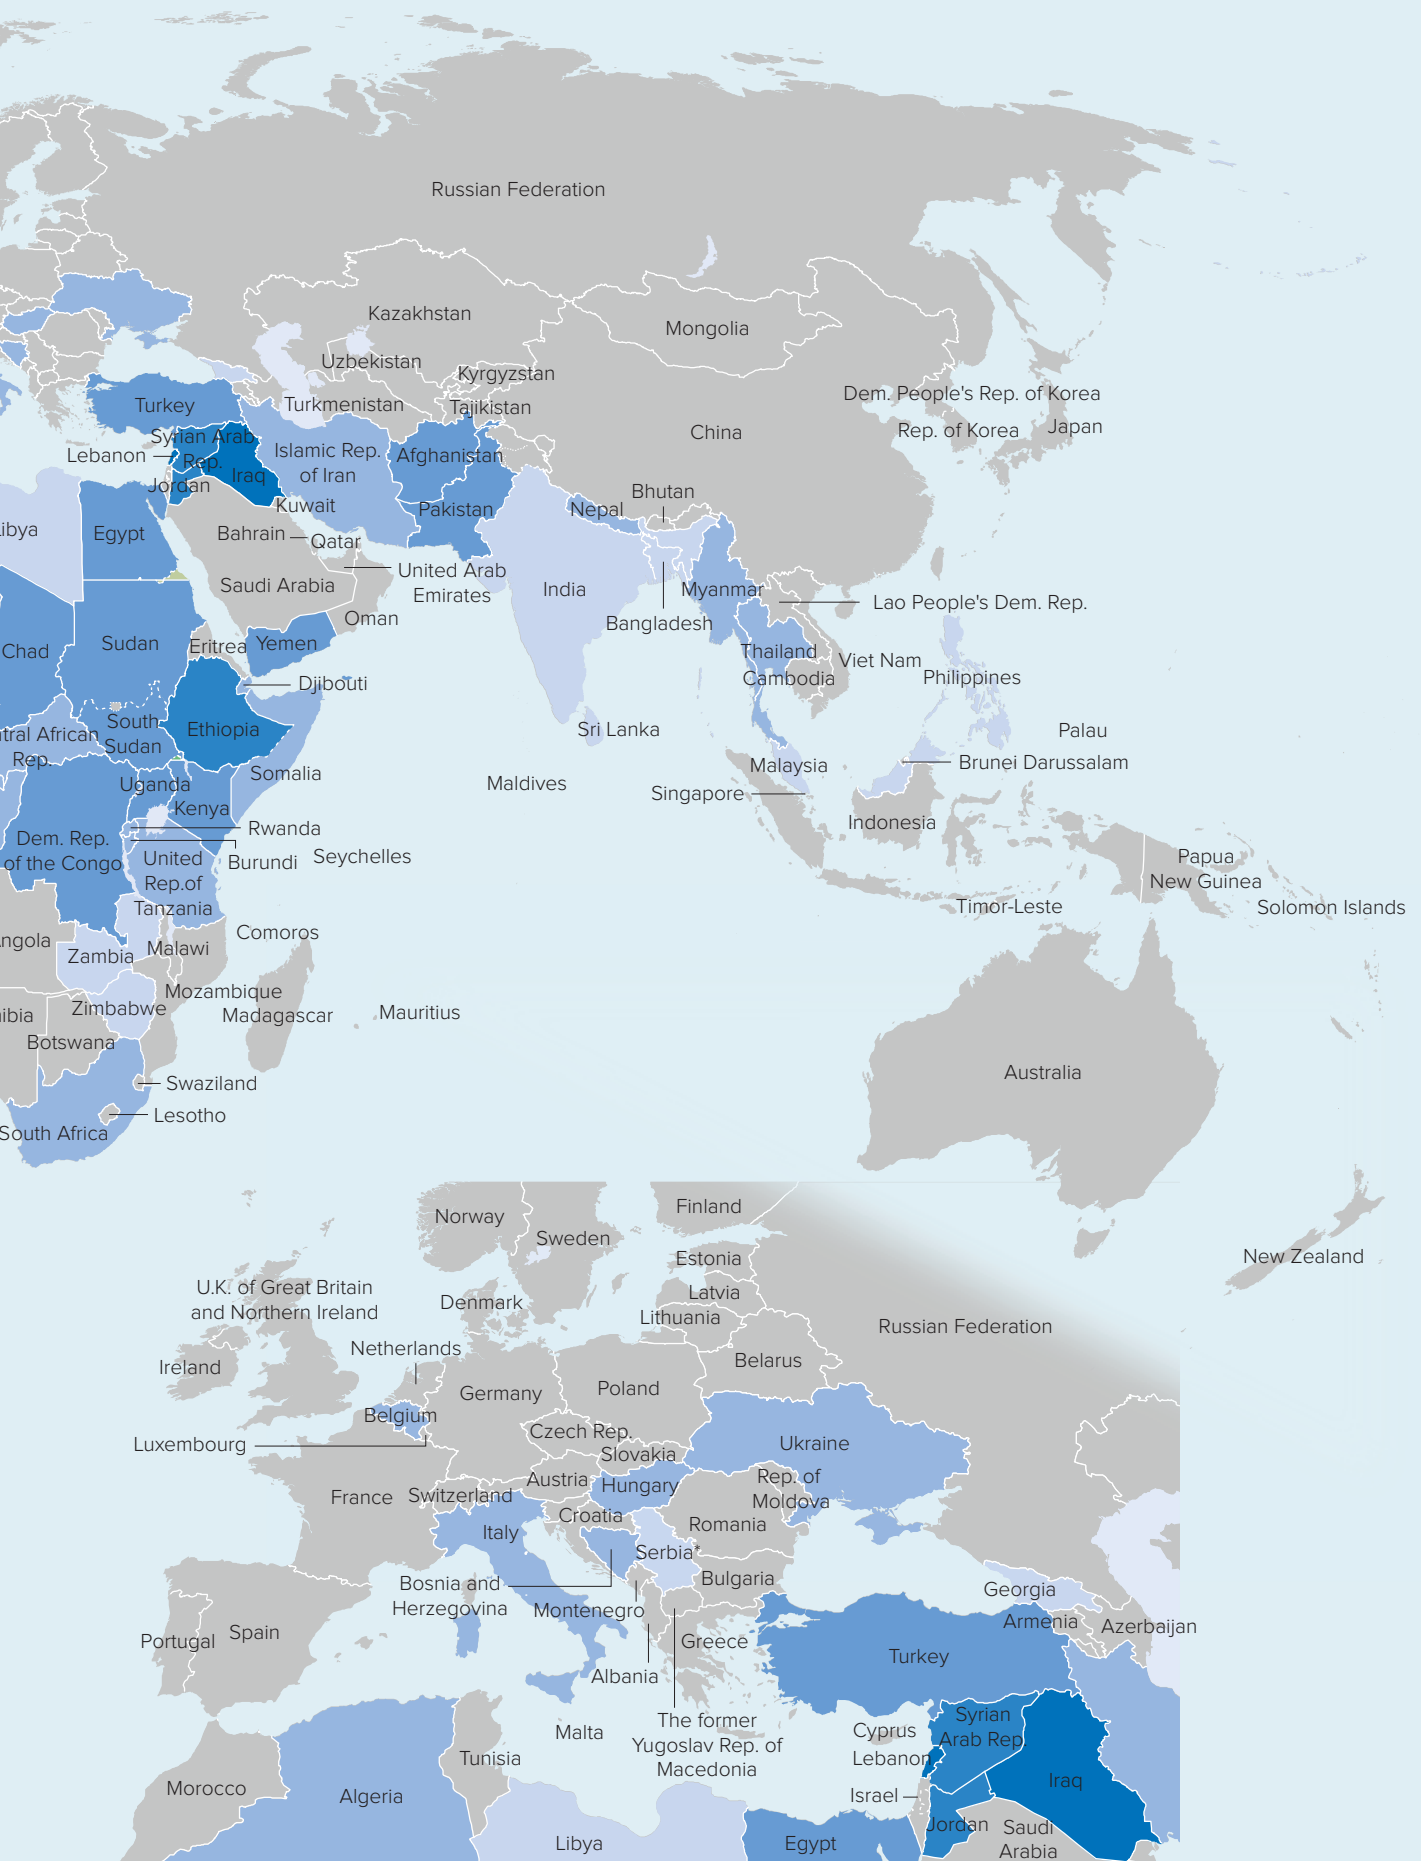 Russian Federation
Kazakhstan
Mongolia
Uzbekistan
Kyrgyzstan
Dem. People's Rep. of Korea
Turkey
Turkmenistan
Tajikistan
Rep. of Korea
Japan
China
Syrian Arab
Rep.
Lebanon
Islamic Rep.
of Iran
Afghanistan
Iraq
Jordan
Kuwait
Pakistan
Nepal
Bhutan
ibya
Egypt
Bahrain
Qatar
Saudi Arabia
United Arab
Emirates
India
Myanmar
Lao People's Dem. Rep.
Oman
Bangladesh
Chad
Sudan
Eritrea
Yemen
Thailand
Viet Nam
Cambodia
Philippines
Djibouti
South
Sudan
Ethiopia
Sri Lanka
Palau
tral African
Rep.
Somalia
Maldives
Malaysia
Brunei Darussalam
Singapore
Uganda
Kenya
Indonesia
Rwanda
Dem. Rep.
of the Congo
United
Rep.of
Tanzania
Burundi
Seychelles
Papua
New Guinea
Timor-Leste
Solomon Islands
ngola
Zambia
Malawi
Comoros
Mozambique
ibia
Zimbabwe
Madagascar
Mauritius
Botswana
Australia
Swaziland
Lesotho
South Africa
New Zealand
Norway
Sweden
Finland
Estonia
Latvia
Lithuania
U.K. of Great Britain
and Northern Ireland
Denmark
Russian Federation
Netherlands
Ireland
Belarus
Germany
Poland
Belgium
Czech Rep.
Luxembourg
Slovakia
Ukraine
Austria
Hungary
Rep. of
Moldova
France
Switzerland
Croatia
Italy
Romania
Serbia*
Bosnia and
Herzegovina
Bulgaria
Georgia
Montenegro
Armenia
Azerbaijan
Portugal
Spain
Greece
Turkey
Albania
Malta
The former
Yugoslav Rep. of
Macedonia
Cyprus
Syrian
Arab Rep
Lebanon
Tunisia
Morocco
Algeria
Israel
Iraq
Libya
Egypt
Jordan
Saudi
Arabia